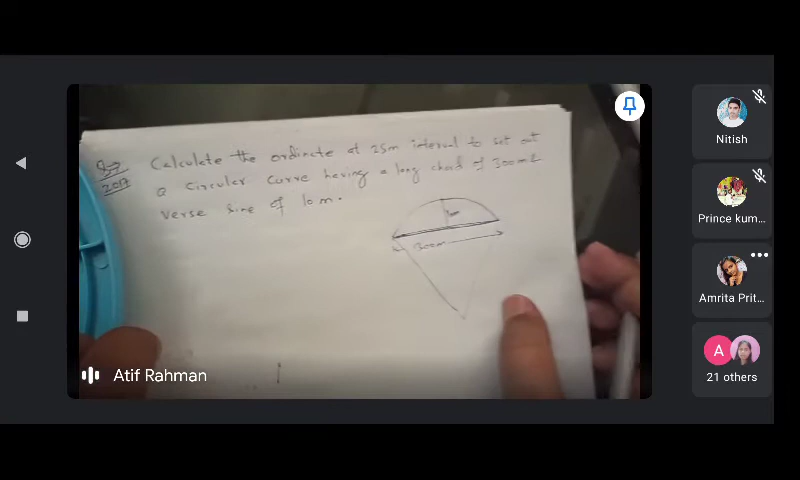 Q→ Calculate the ordinate at 25m interval to set out
2017 a circular curve having a long chord of 300m &
verse sine of 10 m.
10m
300m
Atif Rahman
Nitish
Prince kum...
Amrita Prit...
A
21 others